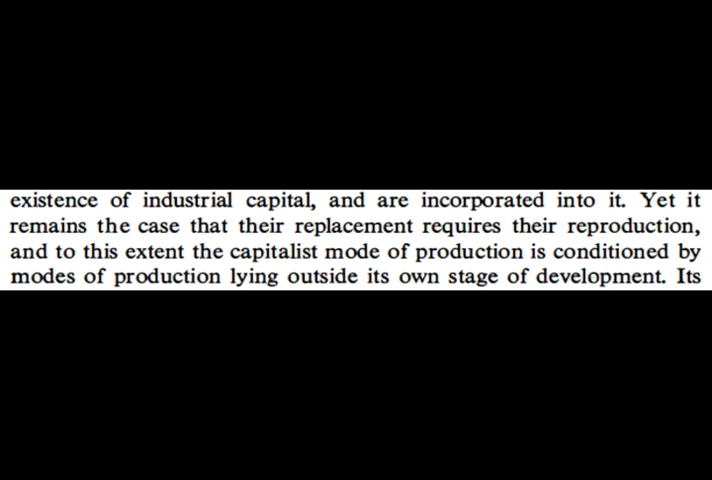 existence of industrial capital, and are incorporated into it. Yet it
remains the case that their replacement requires their reproduction,
and to this extent the capitalist mode of production is conditioned by
modes of production lying outside its own stage of development. Its